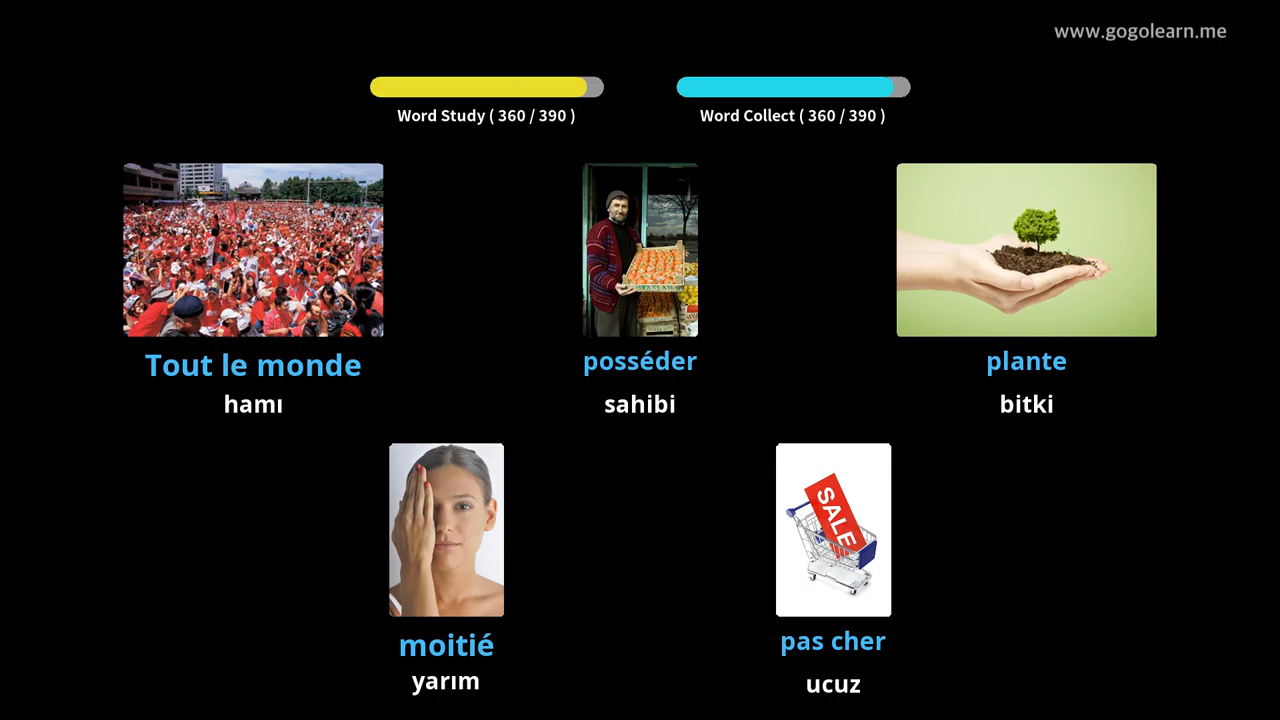 www.gogolearn.me
Word Study ( 360 / 390 )
Word Collect ( 360 / 390 )
Tout le monde
hamı
posséder
sahibi
plante
bitki
SALE
moitié
yarım
pas cher
ucuz